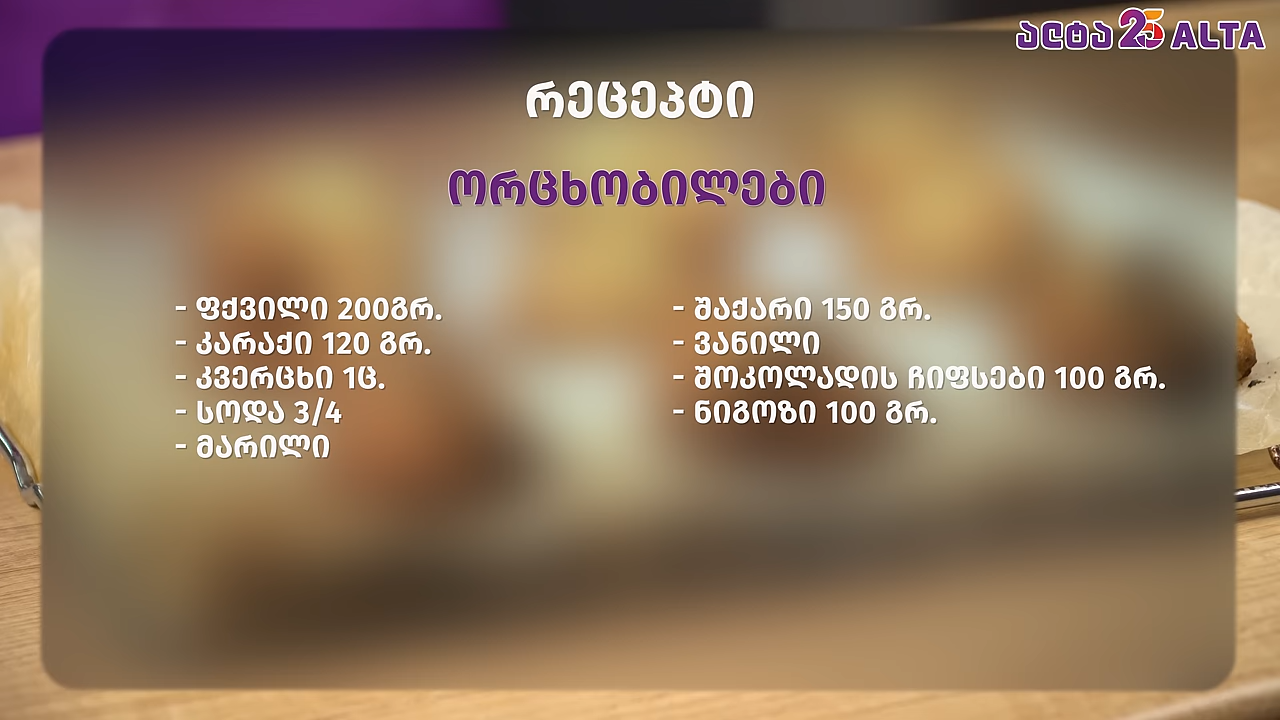 ალტა 25 ALTA
რეცეპტი
ორცხობილები
- ფქვილი 200გრ.
- კარაქი 120 გრ.
- კვერცხი 1ც.
- სოდა 3/4
- მარილი
- შაქარი 150 გრ.
- ვანილი
- შოკოლადის ჩიფსები 100 გრ.
- ნიგოზი 100 გრ.